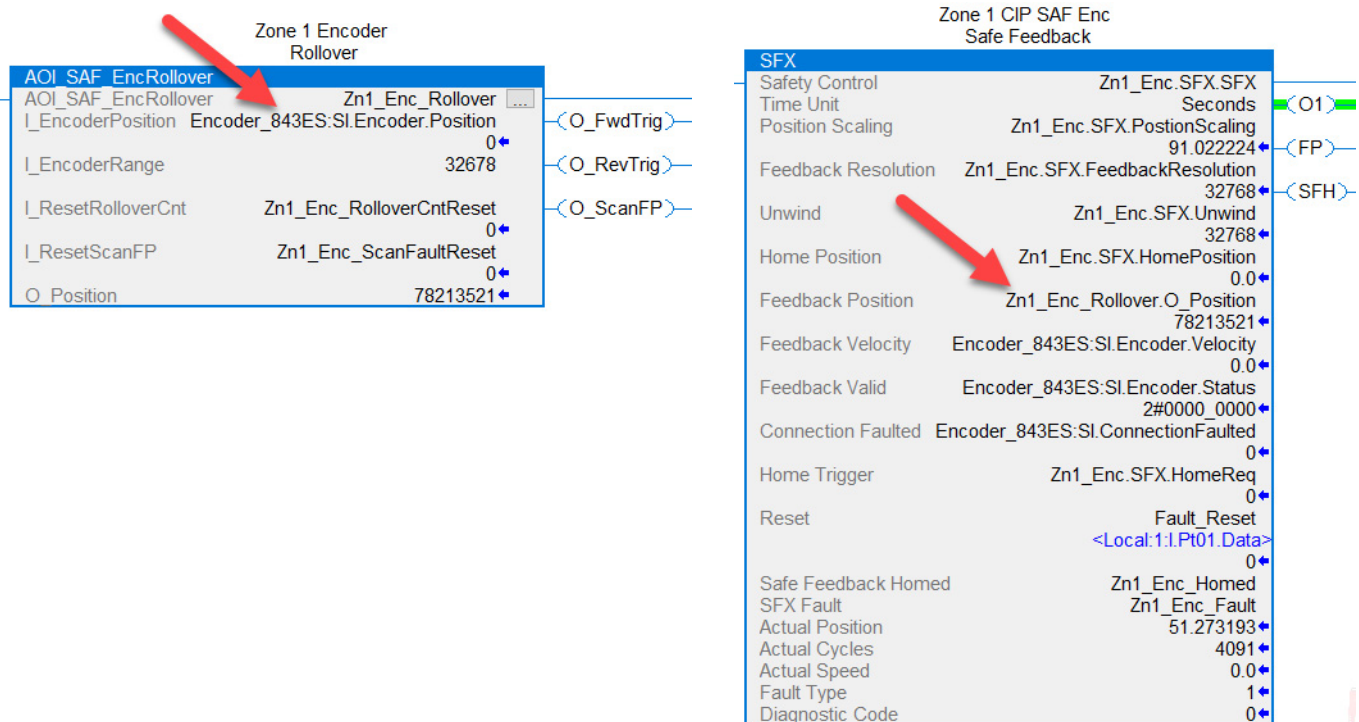 Zone 1 Encoder
Rollover
AOI_SAF_EncRollover
AOI_SAF_EncRollover Zn1_Enc_Rollover ...
I_EncoderPosition Encoder_843ES:SI.Encoder.Position
0
O_FwdTrig
I_EncoderRange 32678
O_RevTrig
I_ResetRolloverCnt Zn1_Enc_RolloverCntReset
0
O_ScanFP
I_ResetScanFP Zn1_Enc_ScanFaultReset
0
O_Position 78213521
Zone 1 CIP SAF Enc
Safe Feedback
SFX
Safety Control Zn1_Enc.SFX.SFX
Time Unit Seconds
O1
Position Scaling Zn1_Enc.SFX.PostionScaling
91.022224
FP
Feedback Resolution Zn1_Enc.SFX.FeedbackResolution
32768
SFH
Unwind Zn1_Enc.SFX.Unwind
32768
Home Position Zn1_Enc.SFX.HomePosition
0.0
Feedback Position Zn1_Enc_Rollover.O_Position
78213521
Feedback Velocity Encoder_843ES:SI.Encoder.Velocity
0.0
Feedback Valid Encoder_843ES:SI.Encoder.Status
2#0000_0000
Connection Faulted Encoder_843ES:SI.ConnectionFaulted
0
Home Trigger Zn1_Enc.SFX.HomeReq
0
Reset Fault_Reset
<Local:1:I.Pt01.Data>
0
Safe Feedback Homed Zn1_Enc_Homed
SFX Fault Zn1_Enc_Fault
Actual Position 51.273193
Actual Cycles 4091
Actual Speed 0.0
Fault Type 1
Diagnostic Code 0